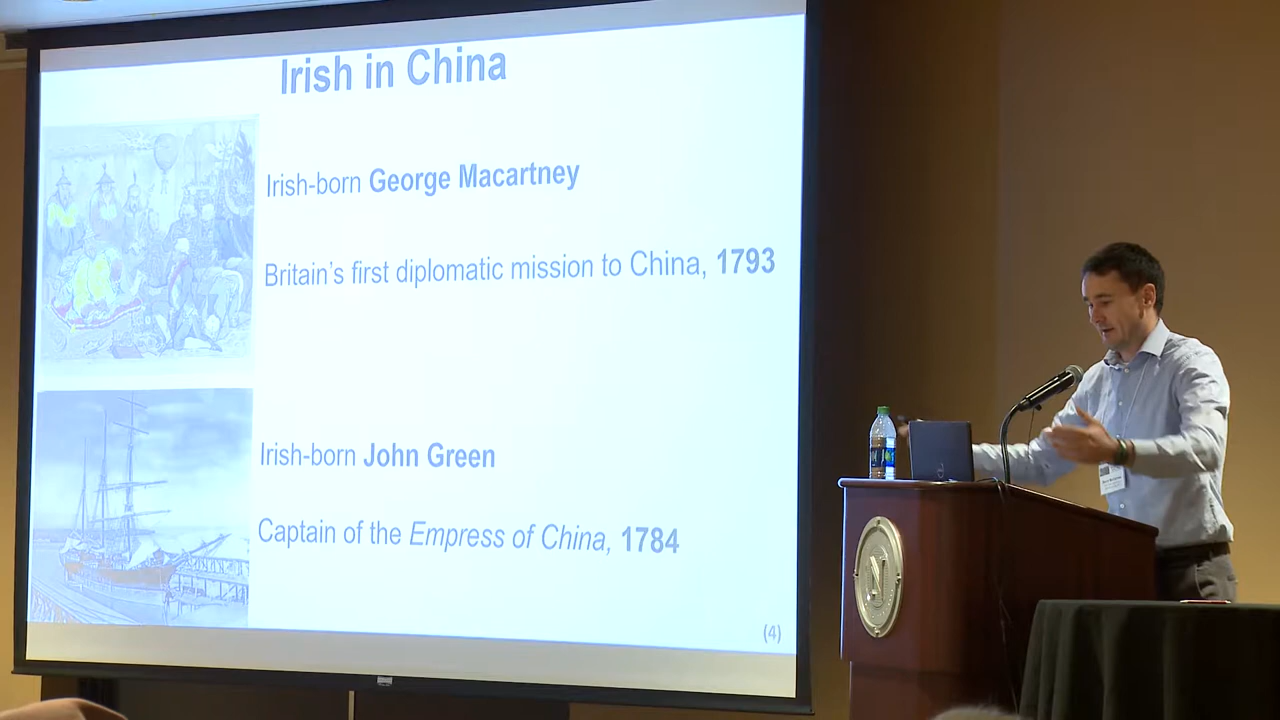 Irish in China
Irish-born George Macartney
Britain's first diplomatic mission to China, 1793
Irish-born John Green
Captain of the Empress of China, 1784
(4)
N